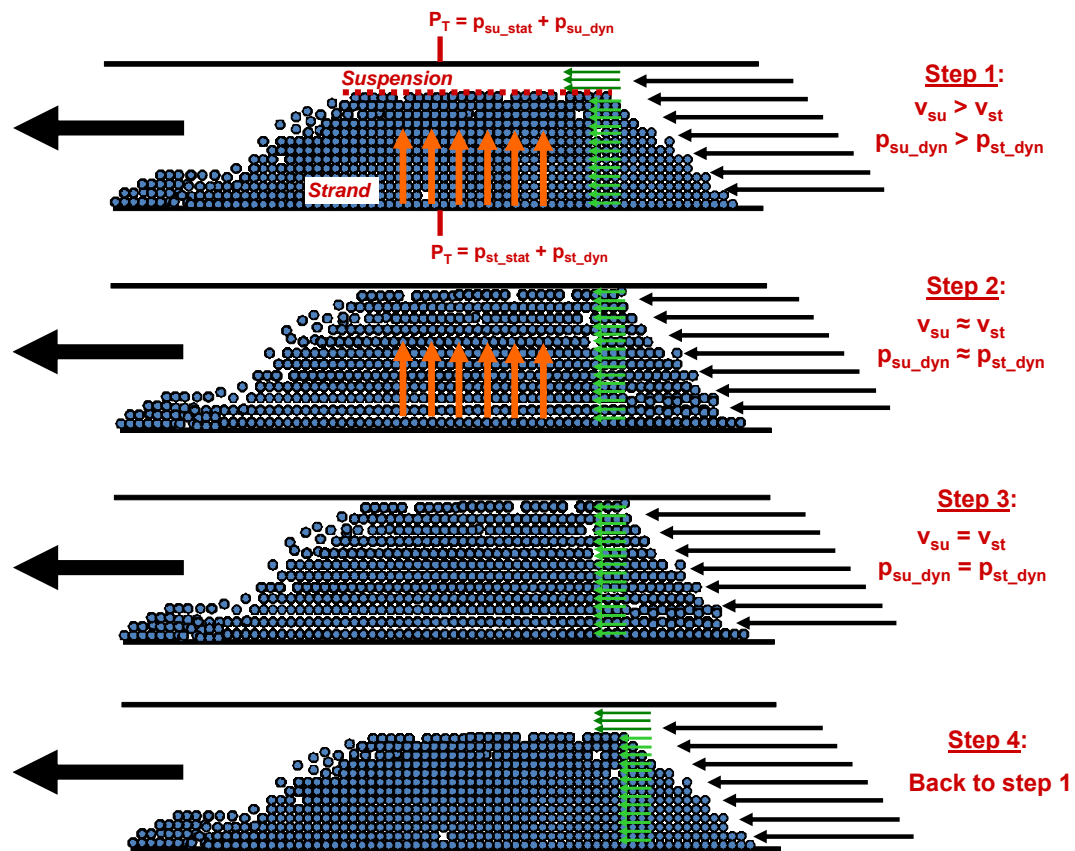 P_T = p_su_stat + p_su_dyn
Suspension
Strand
P_T = p_st_stat + p_st_dyn
Step 1:
v_su > v_st
p_su_dyn > p_st_dyn
Step 2:
v_su ≈ v_st
p_su_dyn ≈ p_st_dyn
Step 3:
v_su = v_st
p_su_dyn = p_st_dyn
Step 4:
Back to step 1